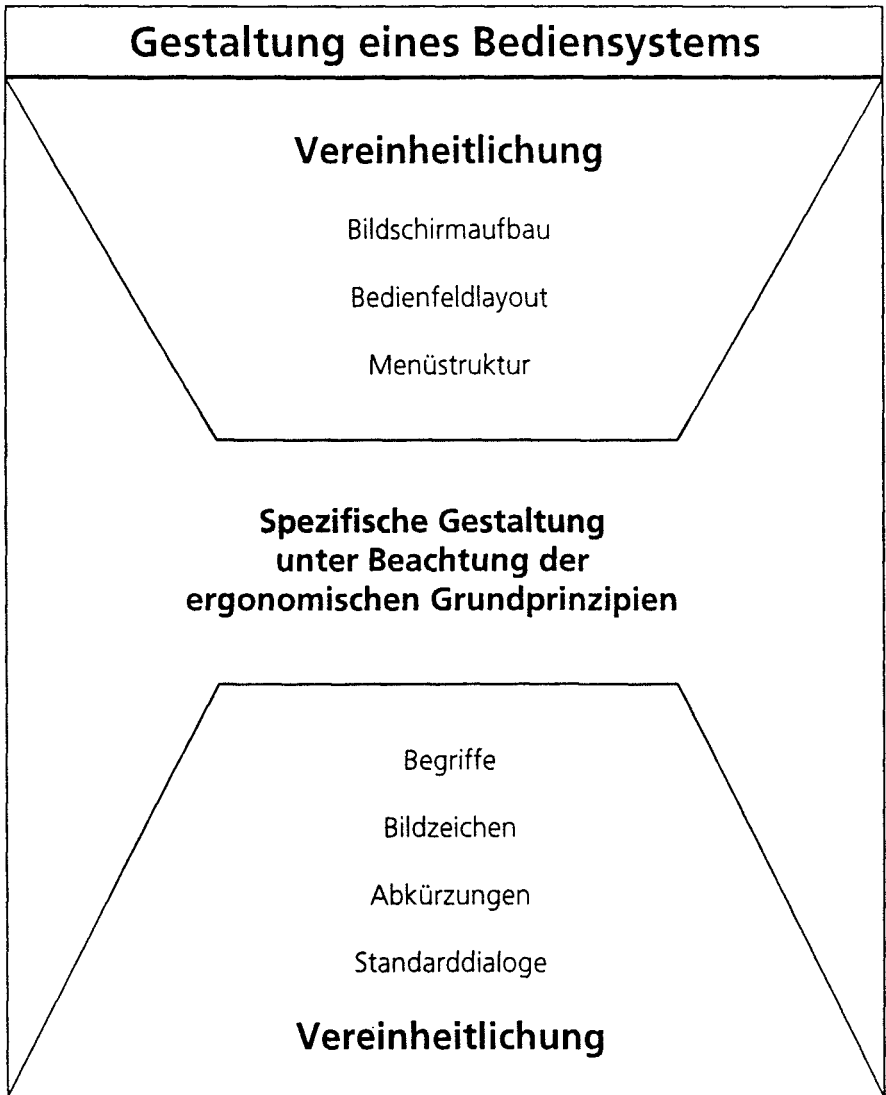 Gestaltung eines Bediensystems
Vereinheitlichung
Bildschirmaufbau
Bedienfeldlayout
Menüstruktur
Spezifische Gestaltung
unter Beachtung der
ergonomischen Grundprinzipien
Begriffe
Bildzeichen
Abkürzungen
Standarddialoge
Vereinheitlichung